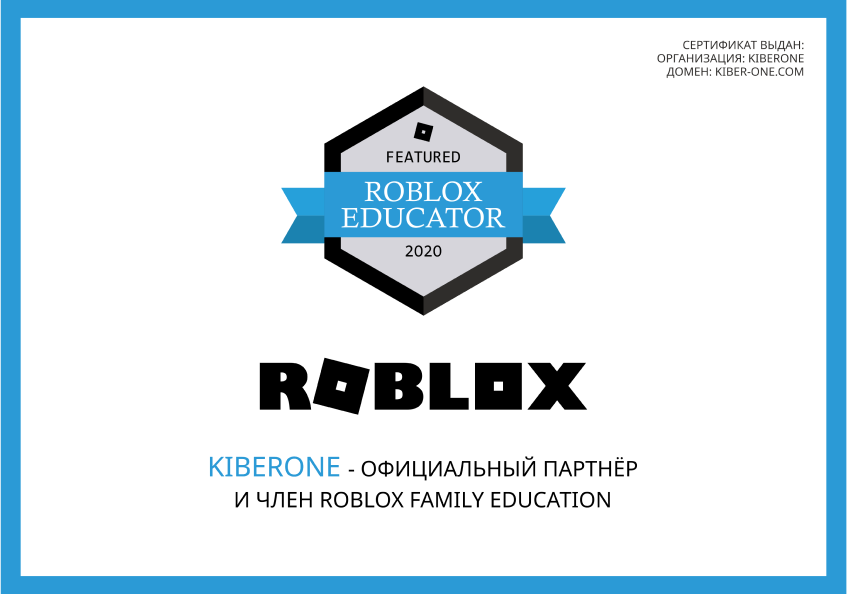 СЕРТИФИКАТ ВЫДАН:
ОРГАНИЗАЦИЯ: KIBERONE
ДОМЕН: KIBER-ONE.COM
FEATURED
ROBLOX
EDUCATOR
2020
ROBLOX
KIBERONE - ОФИЦИАЛЬНЫЙ ПАРТНЁР
И ЧЛЕН ROBLOX FAMILY EDUCATION